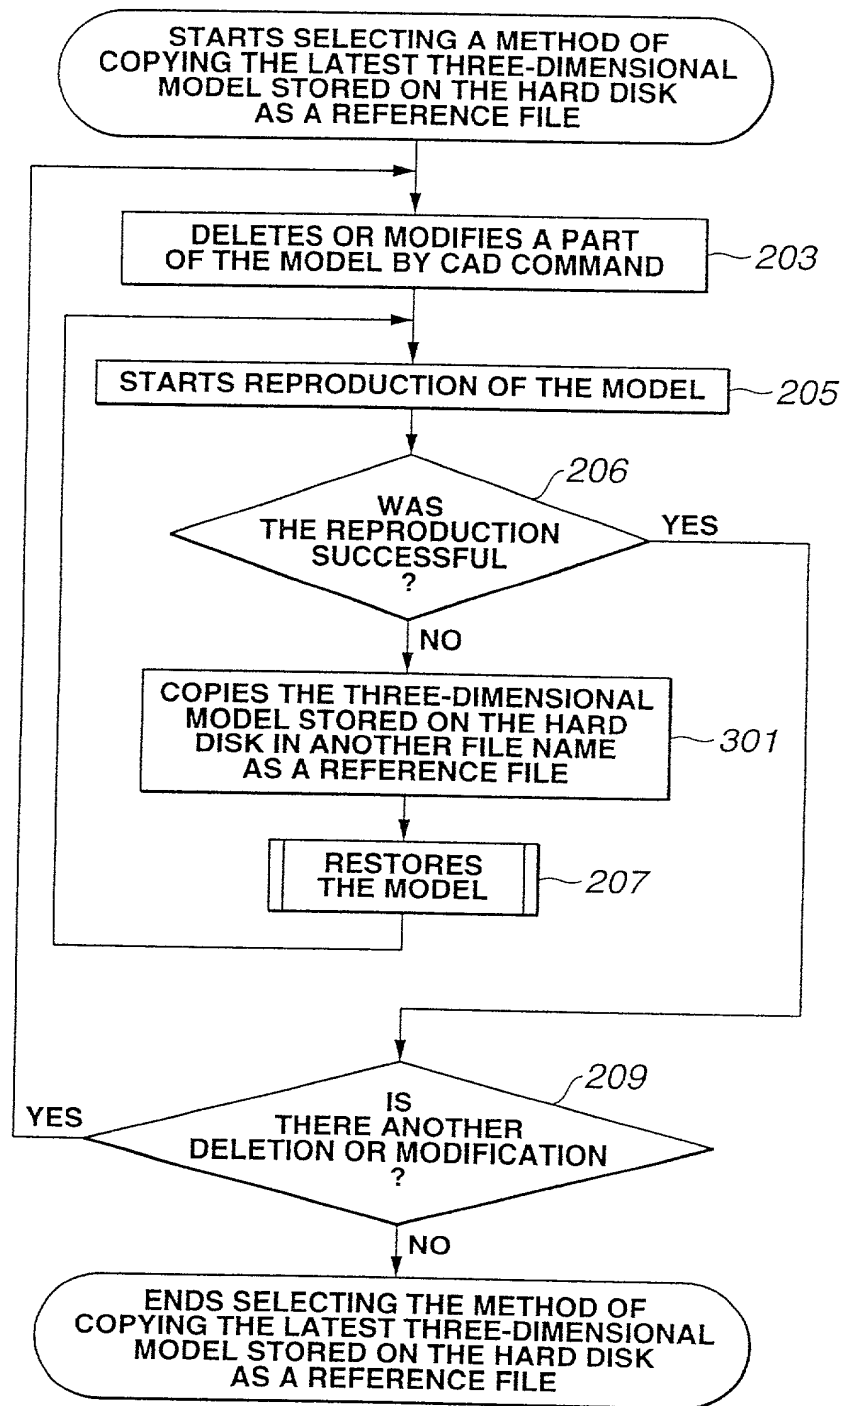 STARTS SELECTING A METHOD OF
COPYING THE LATEST THREE-DIMENSIONAL
MODEL STORED ON THE HARD DISK
AS A REFERENCE FILE
DELETES OR MODIFIES A PART
OF THE MODEL BY CAD COMMAND
203
STARTS REPRODUCTION OF THE MODEL
205
206
WAS
THE REPRODUCTION
SUCCESSFUL
?
YES
NO
COPIES THE THREE-DIMENSIONAL
MODEL STORED ON THE HARD
DISK IN ANOTHER FILE NAME
AS A REFERENCE FILE
301
RESTORES
THE MODEL
207
209
IS
THERE ANOTHER
DELETION OR MODIFICATION
?
YES
NO
ENDS SELECTING THE METHOD OF
COPYING THE LATEST THREE-DIMENSIONAL
MODEL STORED ON THE HARD DISK
AS A REFERENCE FILE